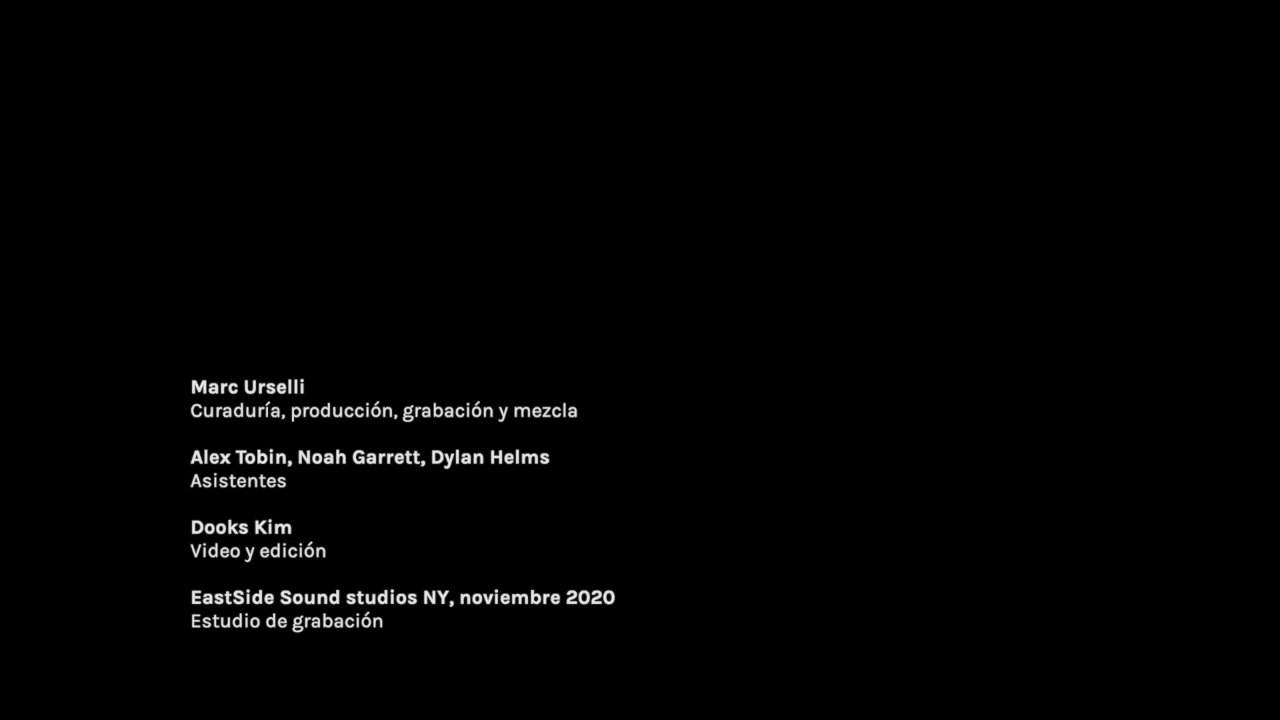 Marc Urselli
Curaduría, producción, grabación y mezcla
Alex Tobin, Noah Garrett, Dylan Helms
Asistentes
Dooks Kim
Video y edición
EastSide Sound studios NY, noviembre 2020
Estudio de grabación